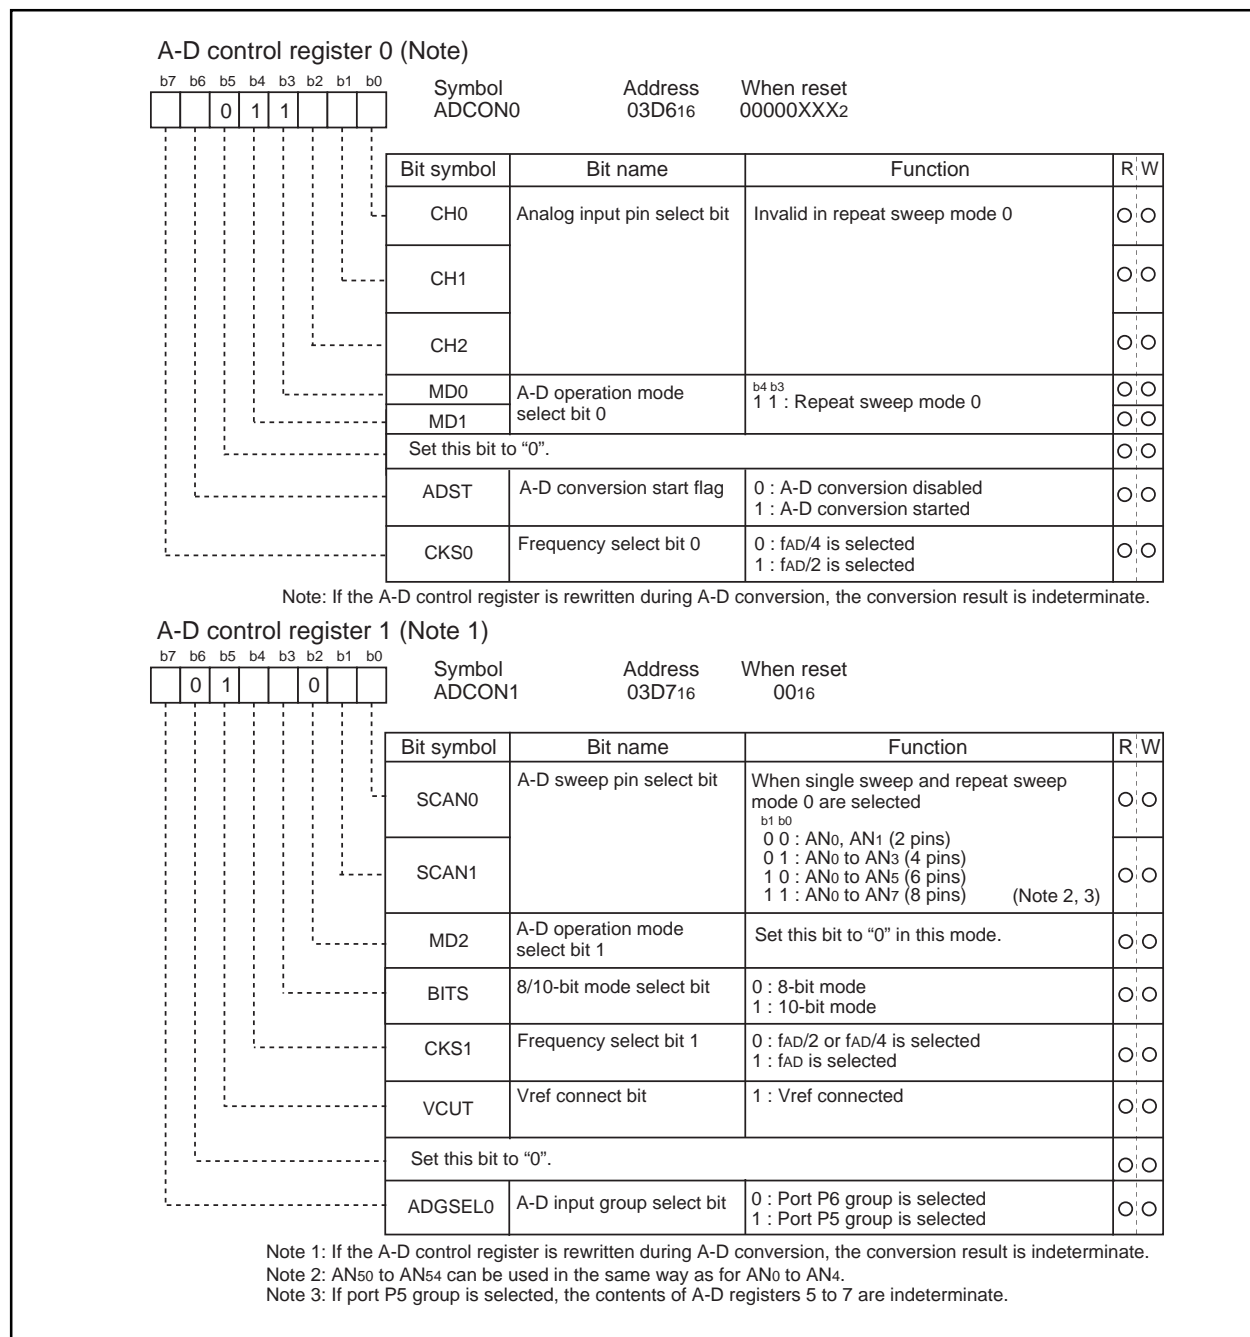 A-D control register 0 (Note)
b7 b6 b5 b4 b3 b2 b1 b0
0 1 1
Symbol Address When reset
ADCON0 03D616 00000XXX2
Bit symbol Bit name Function R W
CH0 Analog input pin select bit Invalid in repeat sweep mode 0
CH1
CH2
MD0 A-D operation mode select bit 0 b4 b3
1 1 : Repeat sweep mode 0
MD1
Set this bit to “0”.
ADST A-D conversion start flag 0 : A-D conversion disabled
1 : A-D conversion started
CKS0 Frequency select bit 0 0 : fAD/4 is selected
1 : fAD/2 is selected
Note: If the A-D control register is rewritten during A-D conversion, the conversion result is indeterminate.
A-D control register 1 (Note 1)
b7 b6 b5 b4 b3 b2 b1 b0
0 1 0
Symbol Address When reset
ADCON1 03D716 0016
Bit symbol Bit name Function R W
SCAN0 A-D sweep pin select bit When single sweep and repeat sweep
mode 0 are selected
b1 b0
0 0 : AN0, AN1 (2 pins)
0 1 : AN0 to AN3 (4 pins)
SCAN1 1 0 : AN0 to AN5 (6 pins)
1 1 : AN0 to AN7 (8 pins) (Note 2, 3)
MD2 A-D operation mode
select bit 1 Set this bit to “0” in this mode.
BITS 8/10-bit mode select bit 0 : 8-bit mode
1 : 10-bit mode
CKS1 Frequency select bit 1 0 : fAD/2 or fAD/4 is selected
1 : fAD is selected
VCUT Vref connect bit 1 : Vref connected
Set this bit to “0”.
ADGSEL0 A-D input group select bit 0 : Port P6 group is selected
1 : Port P5 group is selected
Note 1: If the A-D control register is rewritten during A-D conversion, the conversion result is indeterminate.
Note 2: AN50 to AN54 can be used in the same way as for AN0 to AN4.
Note 3: If port P5 group is selected, the contents of A-D registers 5 to 7 are indeterminate.